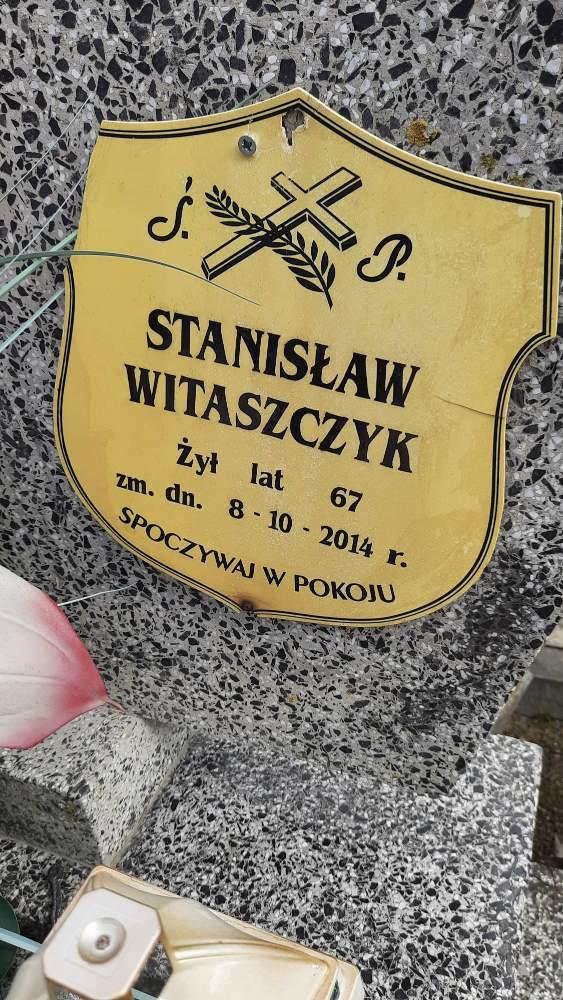 Ś. P.
STANISŁAW
WITASZCZYK
Żył lat 67
zm. dn. 8-10-2014 r.
SPOCZYWAJ W POKOJU